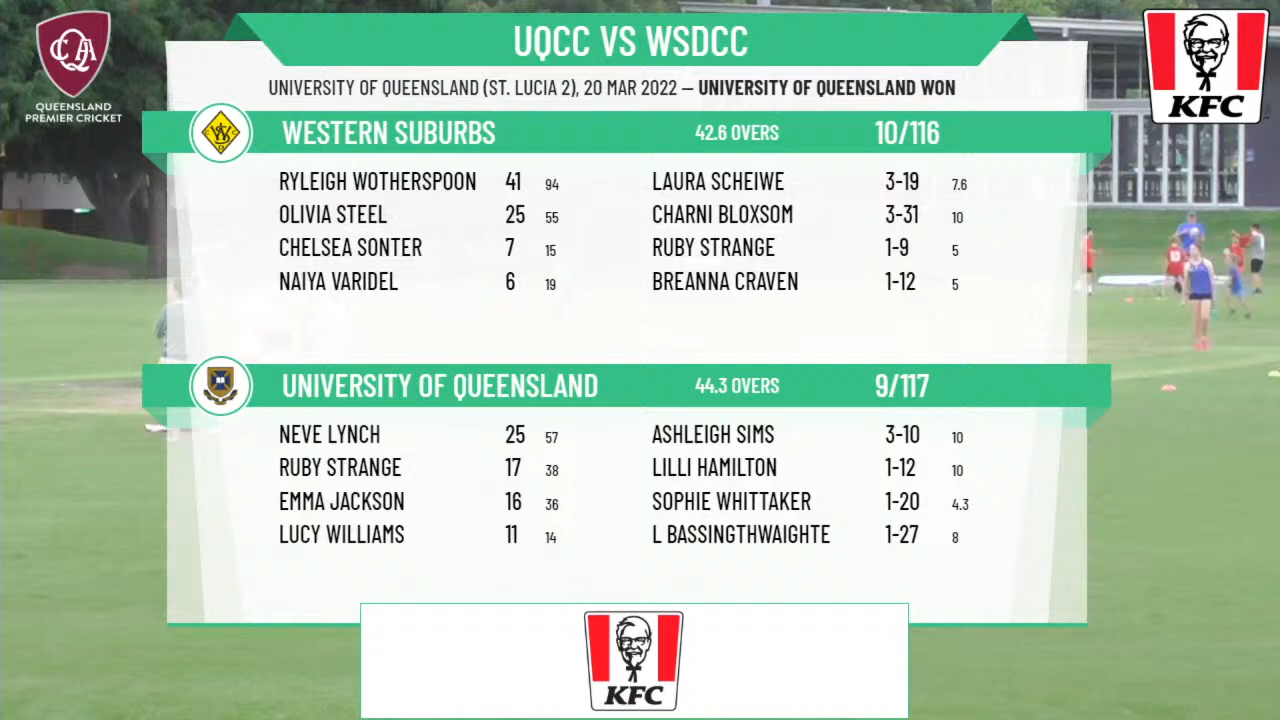 UQCC VS WSDCC
QUEENSLAND
PREMIER CRICKET
KFC
UNIVERSITY OF QUEENSLAND (ST. LUCIA 2), 20 MAR 2022 – UNIVERSITY OF QUEENSLAND WON
WESTERN SUBURBS 42.6 OVERS 10/116
RYLEIGH WOTHERSPOON 41 94 LAURA SCHEIWE 3-19 7.6
OLIVIA STEEL 25 55 CHARNI BLOXSOM 3-31 10
CHELSEA SONTER 7 15 RUBY STRANGE 1-9 5
NAIYA VARIDEL 6 19 BREANNA CRAVEN 1-12 5
UNIVERSITY OF QUEENSLAND 44.3 OVERS 9/117
NEVE LYNCH 25 57 ASHLEIGH SIMS 3-10 10
RUBY STRANGE 17 38 LILLI HAMILTON 1-12 10
EMMA JACKSON 16 36 SOPHIE WHITTAKER 1-20 4.3
LUCY WILLIAMS 11 14 L BASSINGTHWAIGHTE 1-27 8
KFC